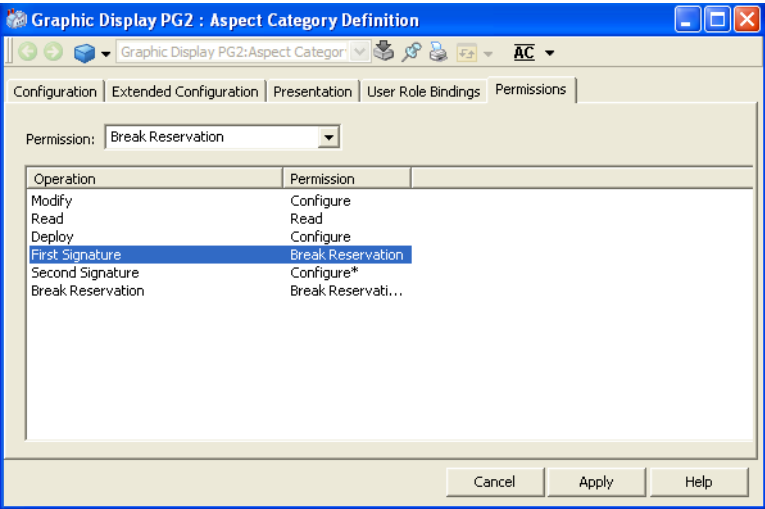 Graphic Display PG2 : Aspect Category Definition
Graphic Display PG2:Aspect Categor AC
Configuration Extended Configuration Presentation User Role Bindings Permissions
Permission: Break Reservation
Operation Permission
Modify Configure
Read Read
Deploy Configure
First Signature Break Reservation
Second Signature Configure*
Break Reservation Break Reservati...
Cancel Apply Help